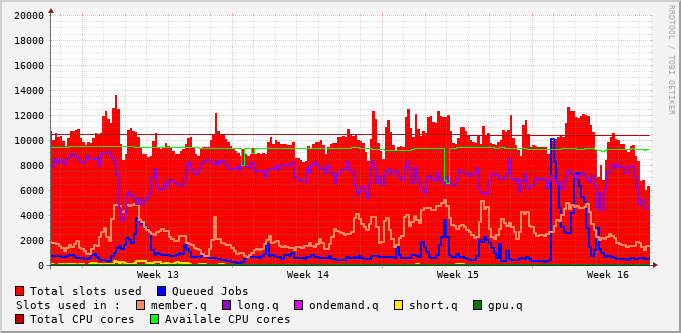 RRDTOOL / TOBI OETIKER
20000
18000
16000
14000
12000
10000
8000
6000
4000
2000
0
Week 13 Week 14 Week 15 Week 16
Total slots used Queued Jobs
Slots used in : member.q long.q ondemand.q short.q gpu.q
Total CPU cores Availale CPU cores